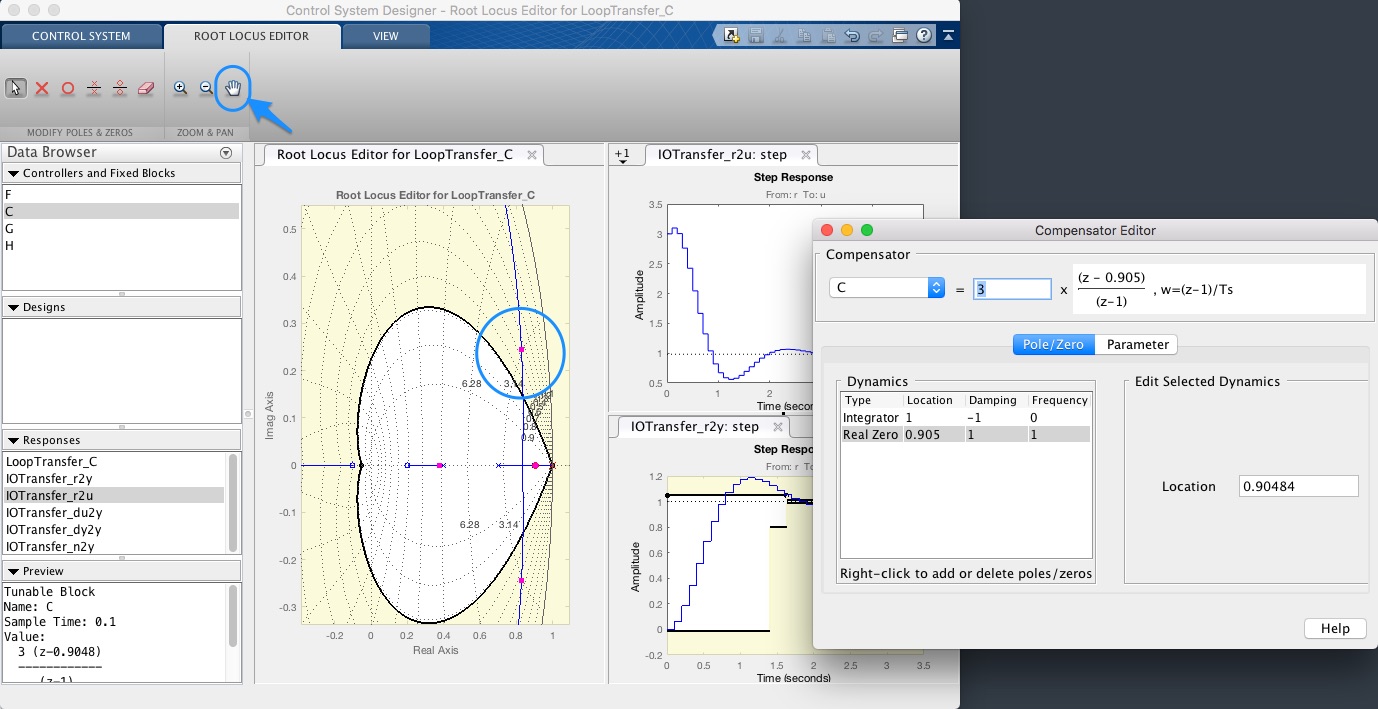 Control System Designer - Root Locus Editor for LoopTransfer_C
CONTROL SYSTEM
ROOT LOCUS EDITOR
VIEW
MODIFY POLES & ZEROS
ZOOM & PAN
Data Browser
Controllers and Fixed Blocks
F
C
G
H
Designs
Responses
LoopTransfer_C
IOTransfer_r2y
IOTransfer_r2u
IOTransfer_du2y
IOTransfer_dy2y
IOTransfer_n2y
Preview
Tunable Block
Name: C
Sample Time: 0.1
Value:
3 (z-0.9048)
------------
(z-1)
Root Locus Editor for LoopTransfer_C
Root Locus Editor for LoopTransfer_C
Imag Axis
0.5
0.4
0.3
0.2
0.1
0
-0.1
-0.2
-0.3
6.28
3.14
0.8
0.9
6.28
3.14
-0.2
0
0.2
0.4
0.6
0.8
1
Real Axis
+1
IOTransfer_r2u: step
Step Response
From: r To: u
Amplitude
3.5
3
2.5
2
1.5
1
0.5
0
1
2
Time (secon
IOTransfer_r2y: step
Step Respo
From: r To
Amplitude
1.2
1
0.8
0.6
0.4
0.2
0
-0.2
0
0.5
1
1.5
2
2.5
3
3.5
Time (seconds)
Compensator Editor
Compensator
C
=
3
x
(z - 0.905)
(z-1)
, w=(z-1)/Ts
Pole/Zero
Parameter
Dynamics
Type Location Damping Frequency
Integrator 1 -1 0
Real Zero 0.905 1 1
Right-click to add or delete poles/zeros
Edit Selected Dynamics
Location
0.90484
Help